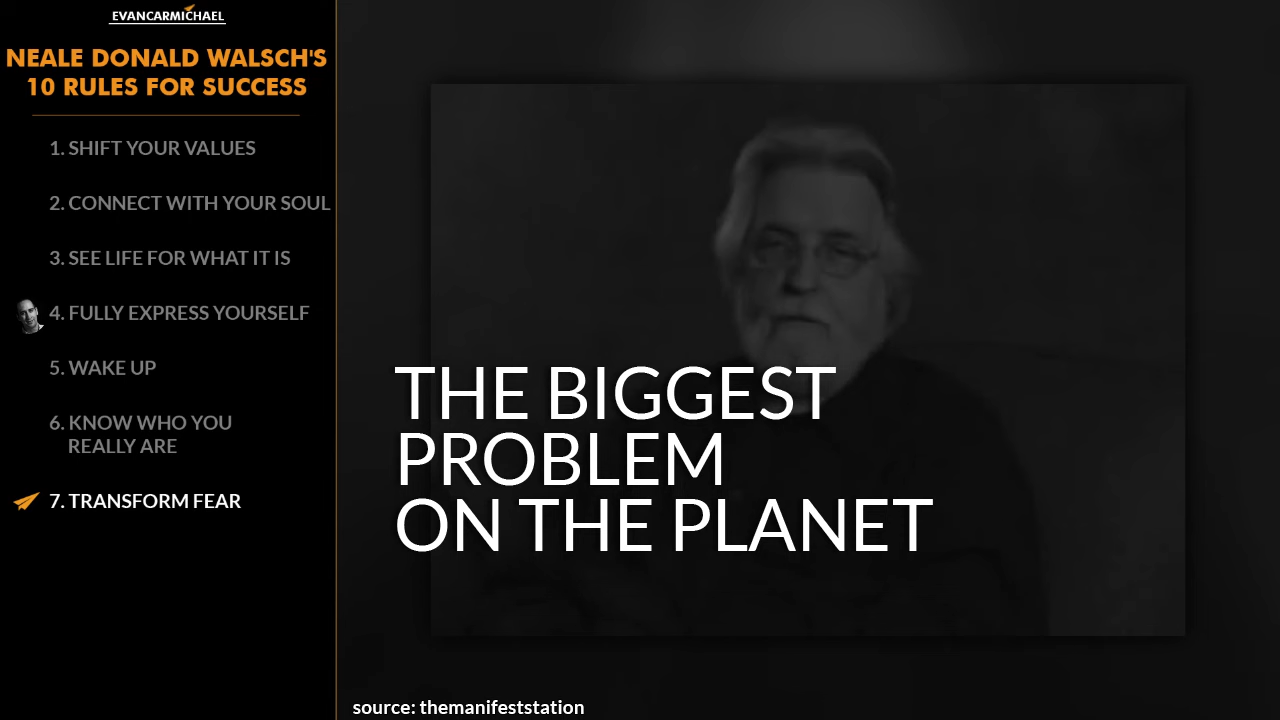 EVANCARMICHAEL
NEALE DONALD WALSCH'S
10 RULES FOR SUCCESS
1. SHIFT YOUR VALUES
2. CONNECT WITH YOUR SOUL
3. SEE LIFE FOR WHAT IT IS
4. FULLY EXPRESS YOURSELF
5. WAKE UP
6. KNOW WHO YOU
REALLY ARE
7. TRANSFORM FEAR
THE BIGGEST
PROBLEM
ON THE PLANET
source: themanifeststation